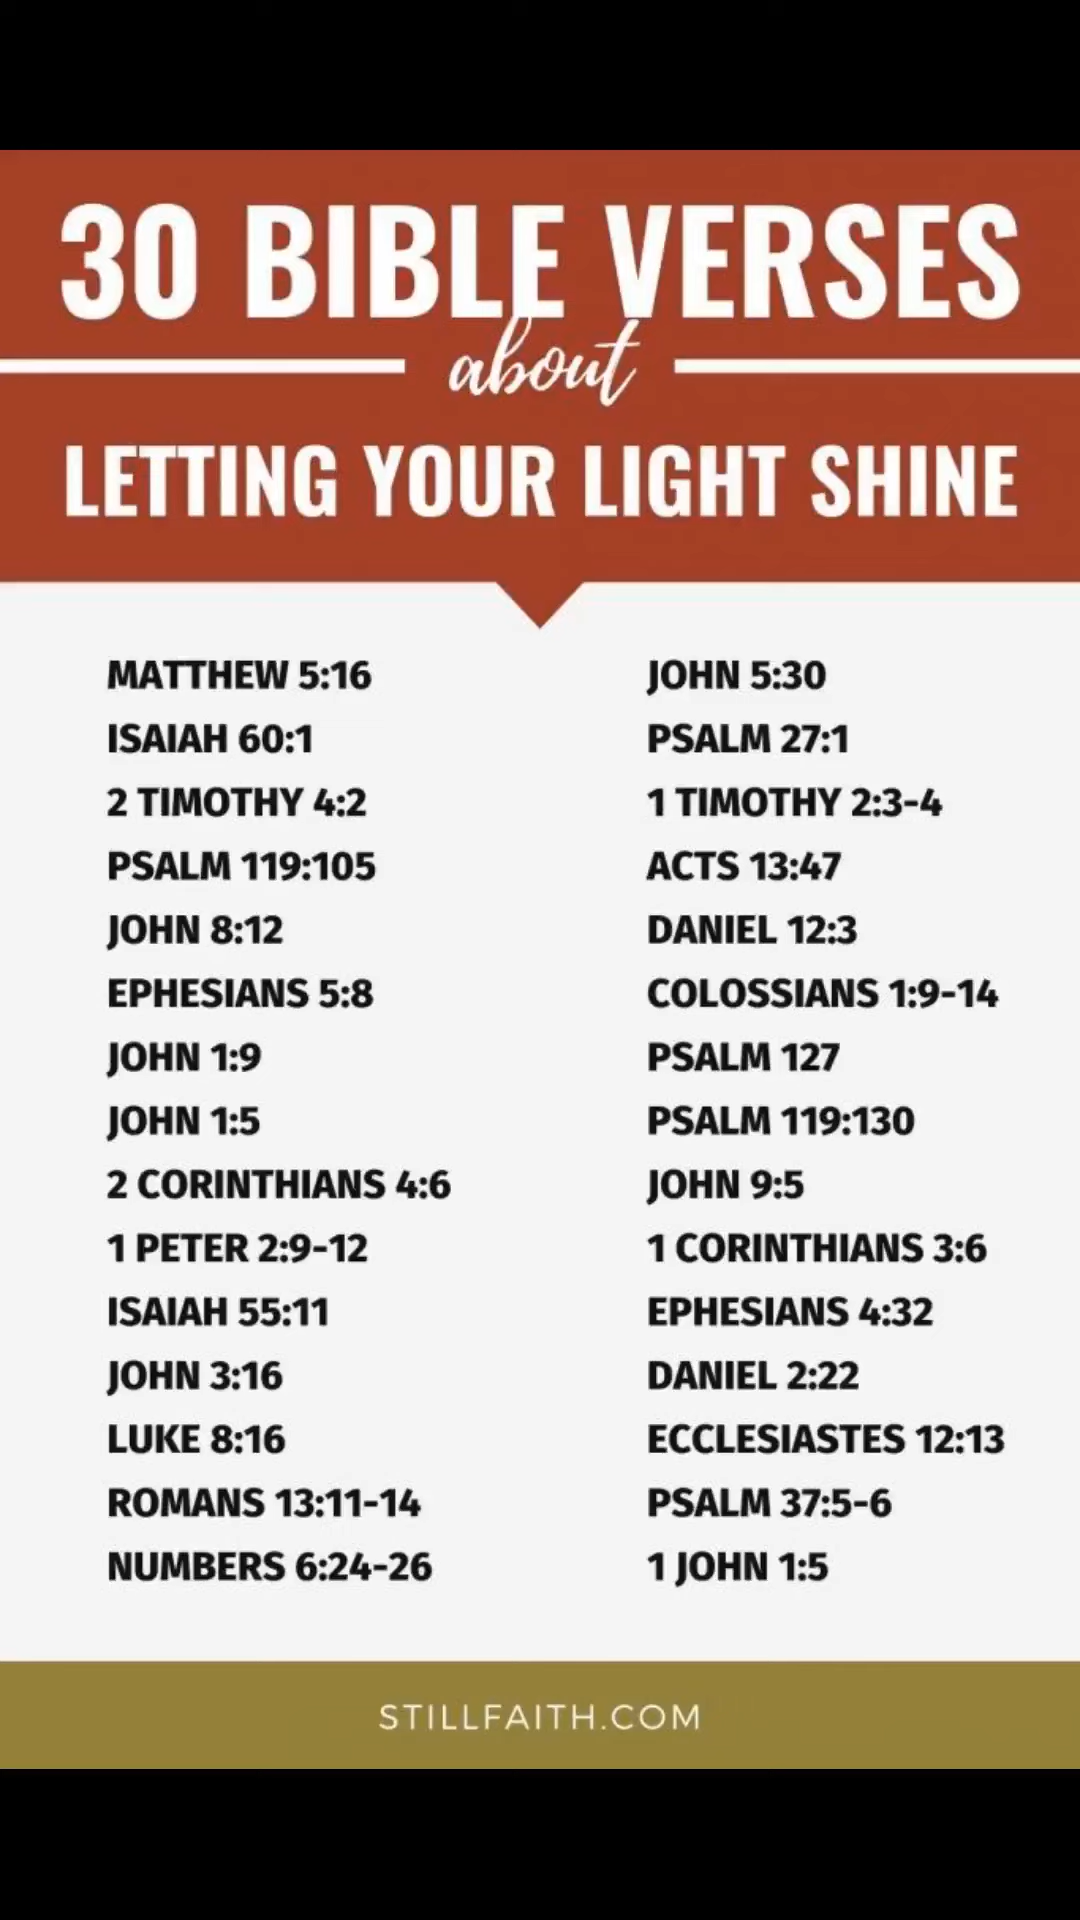 30 BIBLE VERSES
about
LETTING YOUR LIGHT SHINE
MATTHEW 5:16
ISAIAH 60:1
2 TIMOTHY 4:2
PSALM 119:105
JOHN 8:12
EPHESIANS 5:8
JOHN 1:9
JOHN 1:5
2 CORINTHIANS 4:6
1 PETER 2:9-12
ISAIAH 55:11
JOHN 3:16
LUKE 8:16
ROMANS 13:11-14
NUMBERS 6:24-26
JOHN 5:30
PSALM 27:1
1 TIMOTHY 2:3-4
ACTS 13:47
DANIEL 12:3
COLOSSIANS 1:9-14
PSALM 127
PSALM 119:130
JOHN 9:5
1 CORINTHIANS 3:6
EPHESIANS 4:32
DANIEL 2:22
ECCLESIASTES 12:13
PSALM 37:5-6
1 JOHN 1:5
STILLFAITH.COM